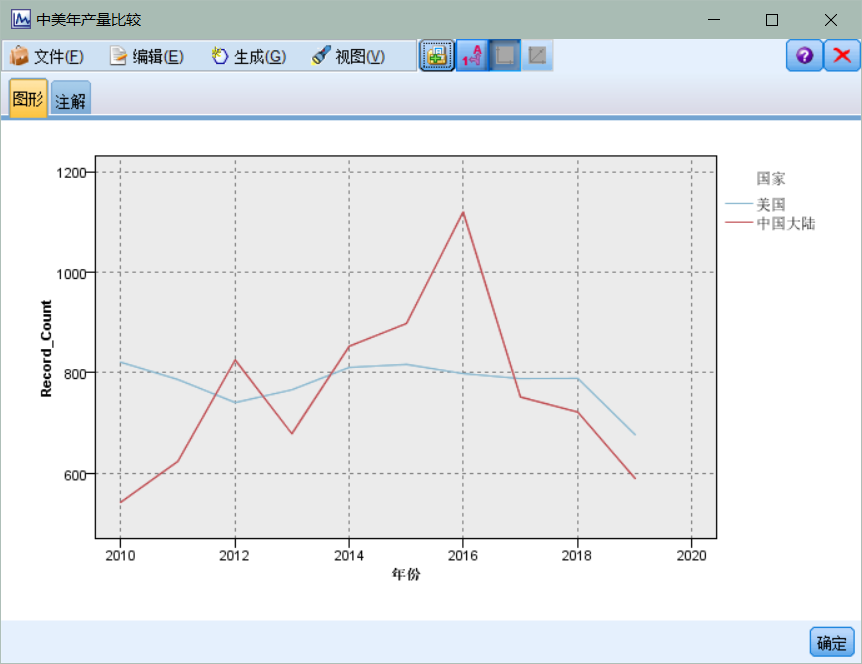 中美年产量比较
文件(F) 编辑(E) 生成(G) 视图(V)
图形 注解
1200
1000
800
600
Record_Count
2010 2012 2014 2016 2018 2020
年份
国家
美国
中国大陆
确定